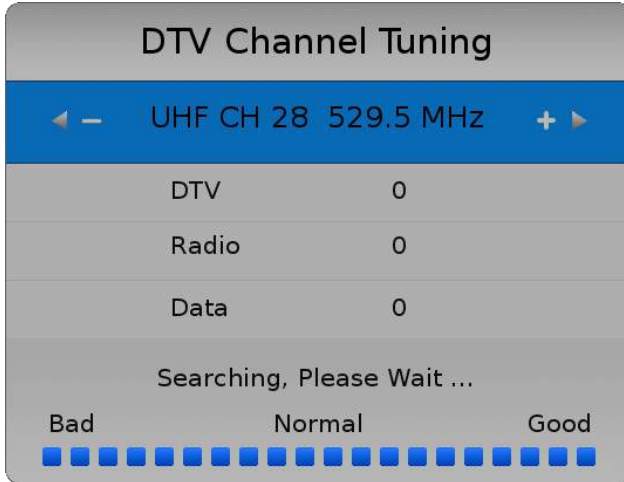 DTV Channel Tuning
− UHF CH 28 529.5 MHz +
DTV 0
Radio 0
Data 0
Searching, Please Wait ...
Bad Normal Good